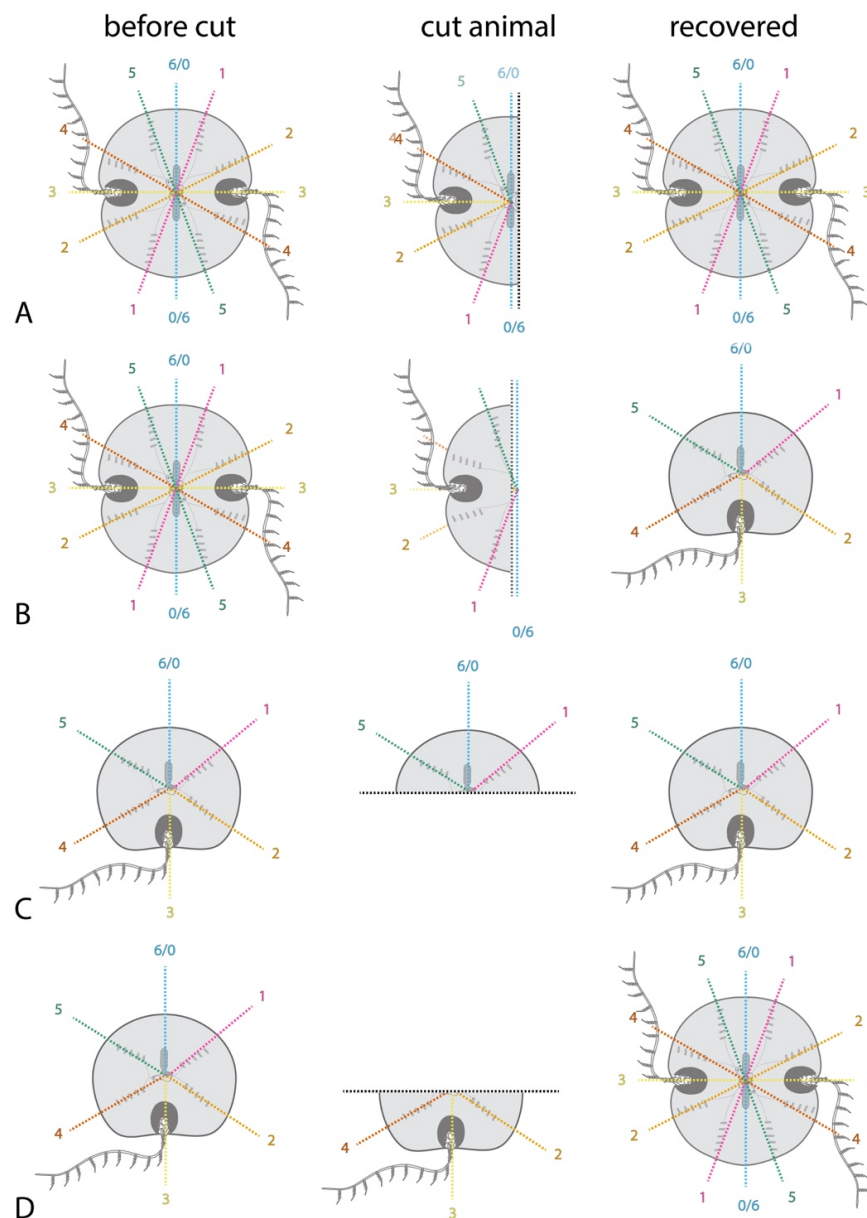 before cut cut animal recovered
5 6/0 1 5 6/0 5 6/0 1
4 2 4 4 2
3 3 3 3 3
2 4 2 2 4
1 0/6 5 1 0/6 1 0/6 5
A
5 6/0 1 6/0
4 2 5 1
3 3 3
2 4 2 4 2
1 0/6 5 1 0/6 3
B
6/0 6/0 6/0
5 1 5 1 5 1
4 2 4 2
3 3
C
6/0 5 6/0 1
5 1 4 2
3 3
4 2 4 2 2 4
3 3 1 0/6 5
D